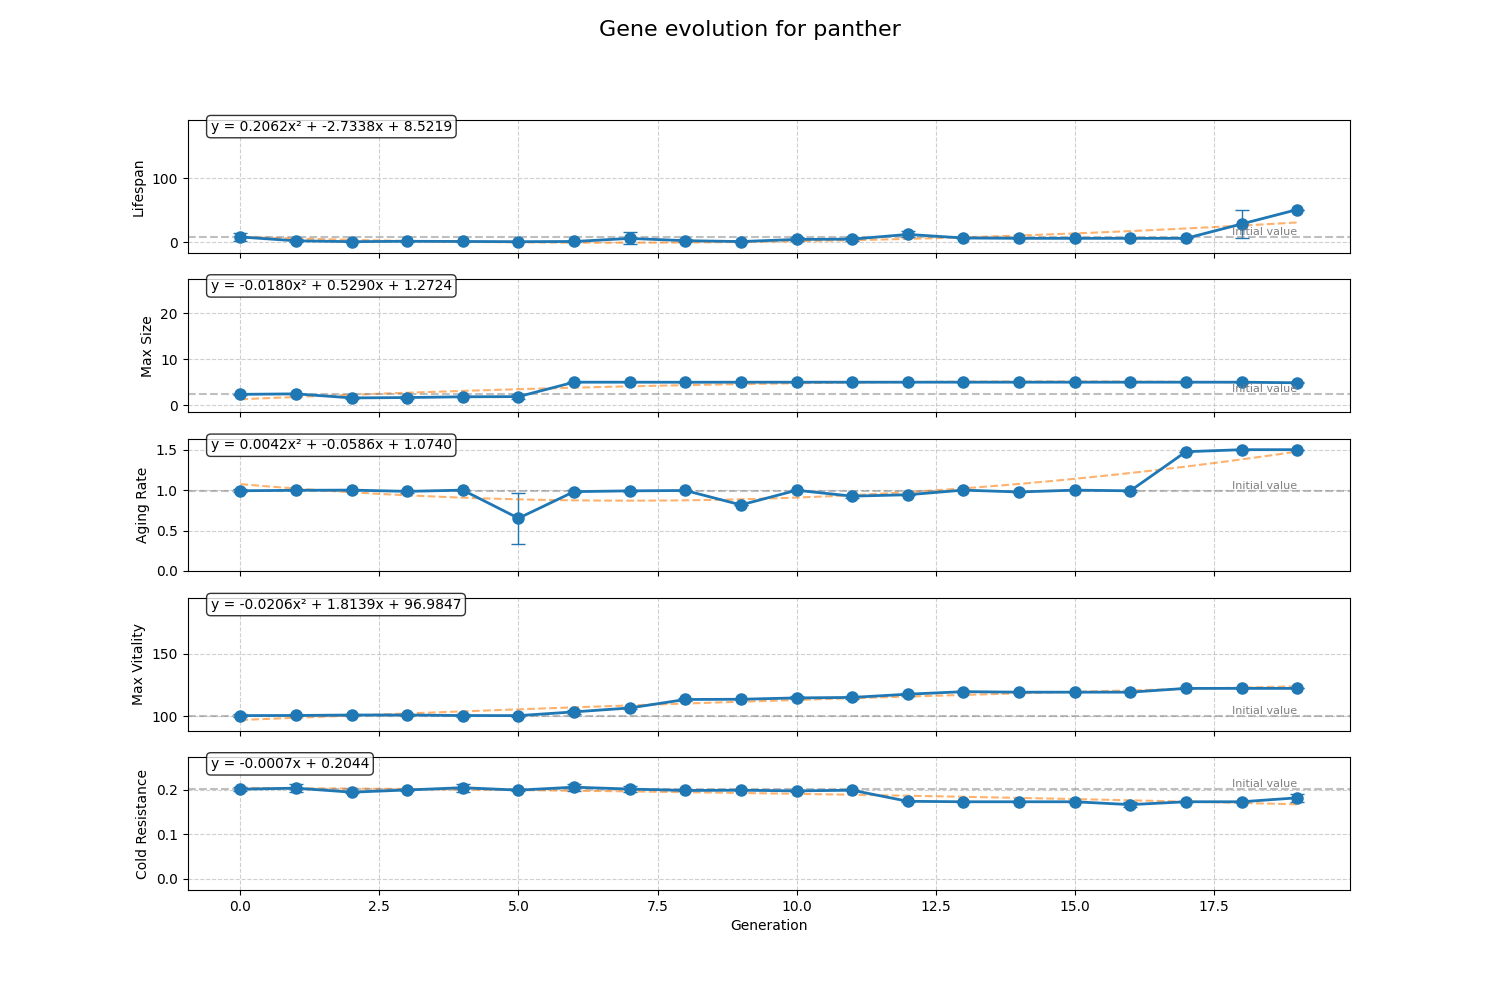 Gene evolution for panther
y = 0.2062x² + -2.7338x + 8.5219
Lifespan
100
0
Initial value
y = -0.0180x² + 0.5290x + 1.2724
Max Size
20
10
0
Initial value
y = 0.0042x² + -0.0586x + 1.0740
Aging Rate
1.5
1.0
0.5
0.0
Initial value
y = -0.0206x² + 1.8139x + 96.9847
Max Vitality
150
100
Initial value
y = -0.0007x + 0.2044
Cold Resistance
0.2
0.1
0.0
Initial value
0.0 2.5 5.0 7.5 10.0 12.5 15.0 17.5
Generation